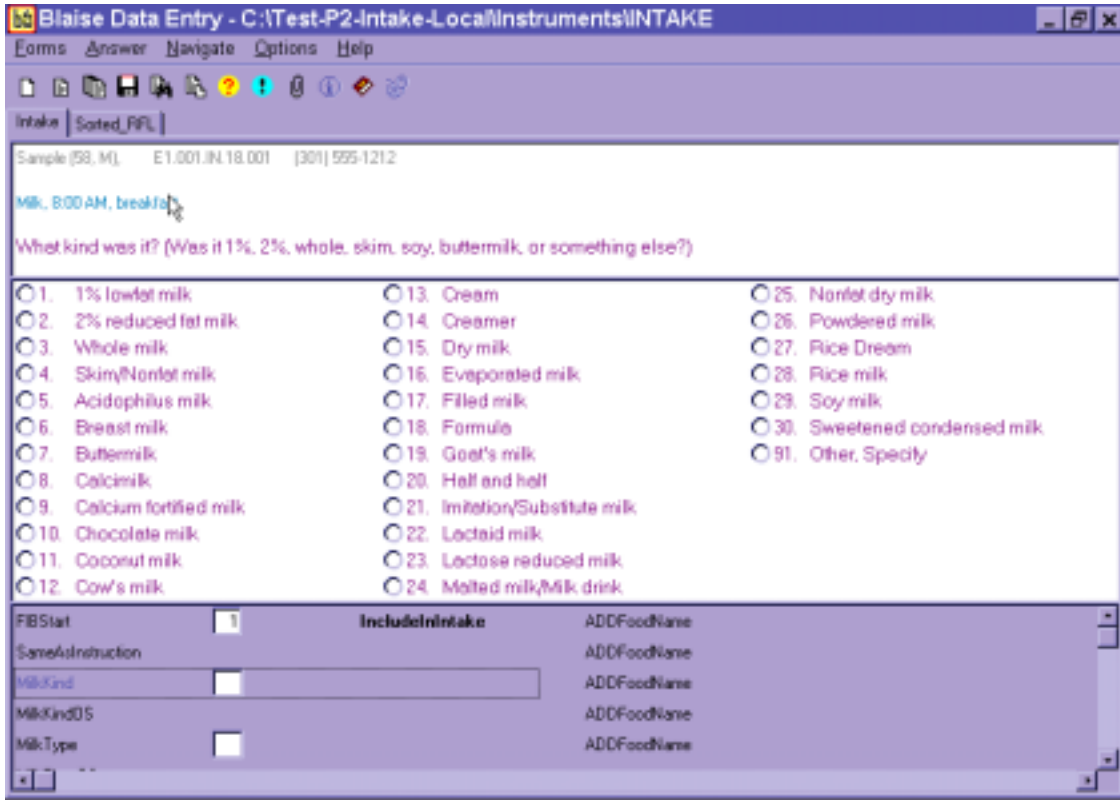 Blaise Data Entry - C:\Test-P2-Intake-Local\Instruments\INTAKE
Forms Answer Navigate Options Help
Intake Sorted_RFL
Sample (58, M), E1.001.IN.18.001 (301) 555-1212
Milk, 8:00 AM, breakfa
What kind was it? (Was it 1%, 2%, whole, skim, soy, buttermilk, or something else?)
1. 1% lowfat milk
2. 2% reduced fat milk
3. Whole milk
4. Skim/Nonfat milk
5. Acidophilus milk
6. Breast milk
7. Buttermilk
8. Calcimilk
9. Calcium fortified milk
10. Chocolate milk
11. Coconut milk
12. Cow's milk
13. Cream
14. Creamer
15. Dry milk
16. Evaporated milk
17. Filled milk
18. Formula
19. Goat's milk
20. Half and half
21. Imitation/Substitute milk
22. Lactaid milk
23. Lactose reduced milk
24. Malted milk/Milk drink
25. Nonfat dry milk
26. Powdered milk
27. Rice Dream
28. Rice milk
29. Soy milk
30. Sweetened condensed milk
91. Other, Specify
FIBStart 1 IncludeInIntake ADDFoodName
SameAsInstruction ADDFoodName
MilkKind ADDFoodName
MilkKindOS ADDFoodName
MilkType ADDFoodName